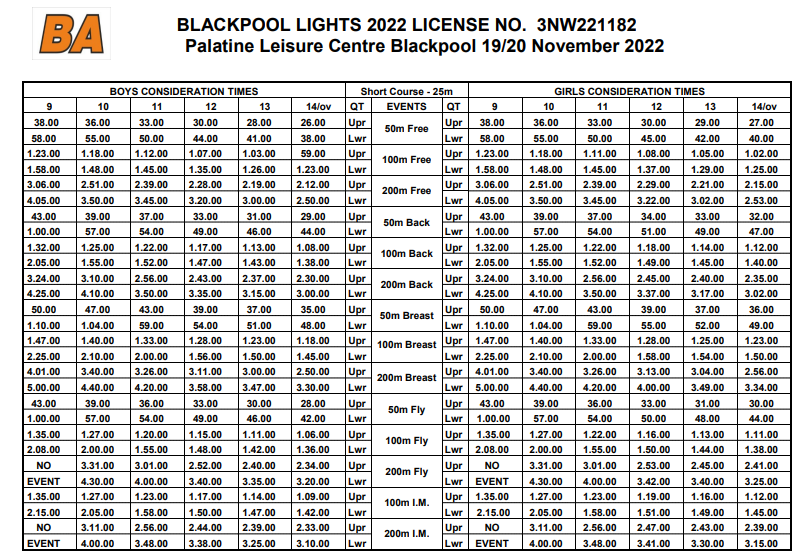 BA
BLACKPOOL LIGHTS 2022 LICENSE NO. 3NW221182
Palatine Leisure Centre Blackpool 19/20 November 2022
BOYS CONSIDERATION TIMES Short Course - 25m GIRLS CONSIDERATION TIMES
9 10 11 12 13 14/ov QT EVENTS QT 9 10 11 12 13 14/ov
38.00 36.00 33.00 30.00 28.00 26.00 Upr 50m Free Upr 38.00 36.00 33.00 30.00 29.00 27.00
58.00 55.00 50.00 44.00 41.00 38.00 Lwr Lwr 58.00 55.00 50.00 45.00 42.00 40.00
1.23.00 1.18.00 1.12.00 1.07.00 1.03.00 59.00 Upr 100m Free Upr 1.23.00 1.18.00 1.11.00 1.08.00 1.05.00 1.02.00
1.58.00 1.48.00 1.45.00 1.35.00 1.26.00 1.23.00 Lwr Lwr 1.58.00 1.48.00 1.45.00 1.37.00 1.29.00 1.25.00
3.06.00 2.51.00 2.39.00 2.28.00 2.19.00 2.12.00 Upr 200m Free Upr 3.06.00 2.51.00 2.39.00 2.29.00 2.21.00 2.15.00
4.05.00 3.50.00 3.45.00 3.20.00 3.00.00 2.50.00 Lwr Lwr 4.05.00 3.50.00 3.45.00 3.22.00 3.02.00 2.53.00
43.00 39.00 37.00 33.00 31.00 29.00 Upr 50m Back Upr 43.00 39.00 37.00 34.00 33.00 32.00
1.00.00 57.00 54.00 49.00 46.00 44.00 Lwr Lwr 1.00.00 57.00 54.00 51.00 49.00 47.00
1.32.00 1.25.00 1.22.00 1.17.00 1.13.00 1.08.00 Upr 100m Back Upr 1.32.00 1.25.00 1.22.00 1.18.00 1.14.00 1.12.00
2.05.00 1.55.00 1.52.00 1.47.00 1.43.00 1.38.00 Lwr Lwr 2.05.00 1.55.00 1.52.00 1.49.00 1.45.00 1.40.00
3.24.00 3.10.00 2.56.00 2.43.00 2.37.00 2.30.00 Upr 200m Back Upr 3.24.00 3.10.00 2.56.00 2.45.00 2.40.00 2.35.00
4.25.00 4.10.00 3.50.00 3.35.00 3.15.00 3.00.00 Lwr Lwr 4.25.00 4.10.00 3.50.00 3.37.00 3.17.00 3.02.00
50.00 47.00 43.00 39.00 37.00 35.00 Upr 50m Breast Upr 50.00 47.00 43.00 39.00 37.00 36.00
1.10.00 1.04.00 59.00 54.00 51.00 48.00 Lwr Lwr 1.10.00 1.04.00 59.00 55.00 52.00 49.00
1.47.00 1.40.00 1.33.00 1.28.00 1.23.00 1.18.00 Upr 100m Breast Upr 1.47.00 1.40.00 1.33.00 1.28.00 1.25.00 1.23.00
2.25.00 2.10.00 2.00.00 1.56.00 1.50.00 1.45.00 Lwr Lwr 2.25.00 2.10.00 2.00.00 1.58.00 1.54.00 1.50.00
4.01.00 3.40.00 3.26.00 3.11.00 3.00.00 2.50.00 Upr 200m Breast Upr 4.01.00 3.40.00 3.26.00 3.13.00 3.04.00 2.56.00
5.00.00 4.40.00 4.20.00 3.58.00 3.47.00 3.30.00 Lwr Lwr 5.00.00 4.40.00 4.20.00 4.00.00 3.49.00 3.34.00
43.00 39.00 36.00 33.00 30.00 28.00 Upr 50m Fly Upr 43.00 39.00 36.00 33.00 31.00 30.00
1.00.00 57.00 54.00 49.00 46.00 42.00 Lwr Lwr 1.00.00 57.00 54.00 50.00 48.00 44.00
1.35.00 1.27.00 1.20.00 1.15.00 1.11.00 1.06.00 Upr 100m Fly Upr 1.35.00 1.27.00 1.22.00 1.16.00 1.13.00 1.11.00
2.08.00 2.00.00 1.55.00 1.48.00 1.42.00 1.36.00 Lwr Lwr 2.08.00 2.00.00 1.55.00 1.50.00 1.44.00 1.38.00
NO 3.31.00 3.01.00 2.52.00 2.40.00 2.34.00 Upr 200m Fly Upr NO 3.31.00 3.01.00 2.53.00 2.45.00 2.41.00
EVENT 4.30.00 4.00.00 3.40.00 3.35.00 3.20.00 Lwr Lwr EVENT 4.30.00 4.00.00 3.42.00 3.40.00 3.25.00
1.35.00 1.27.00 1.23.00 1.17.00 1.14.00 1.09.00 Upr 100m I.M. Upr 1.35.00 1.27.00 1.23.00 1.19.00 1.16.00 1.12.00
2.15.00 2.05.00 1.58.00 1.50.00 1.47.00 1.42.00 Lwr Lwr 2.15.00 2.05.00 1.58.00 1.51.00 1.49.00 1.45.00
NO 3.11.00 2.56.00 2.44.00 2.39.00 2.33.00 Upr 200m I.M. Upr NO 3.11.00 2.56.00 2.47.00 2.43.00 2.39.00
EVENT 4.00.00 3.48.00 3.38.00 3.25.00 3.10.00 Lwr Lwr EVENT 4.00.00 3.48.00 3.41.00 3.30.00 3.15.00